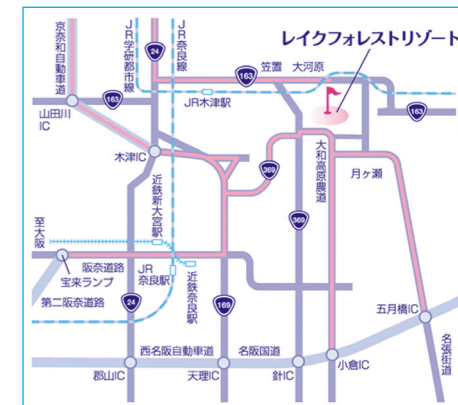 京奈和自動車道
JR学研都市線
JR奈良線
24
163
笠置
大河原
レイクフォレストリゾート
JR木津駅
163
山田川
IC
163
木津IC
近鉄新大宮駅
369
大和高原農道
月ヶ瀬
369
至大阪
阪奈道路
宝来ランプ
JR
奈良駅
近鉄奈良駅
第二阪奈道路
24
169
五月橋IC
名張街道
西名阪自動車道
名阪国道
郡山IC
天理IC
針IC
小倉IC